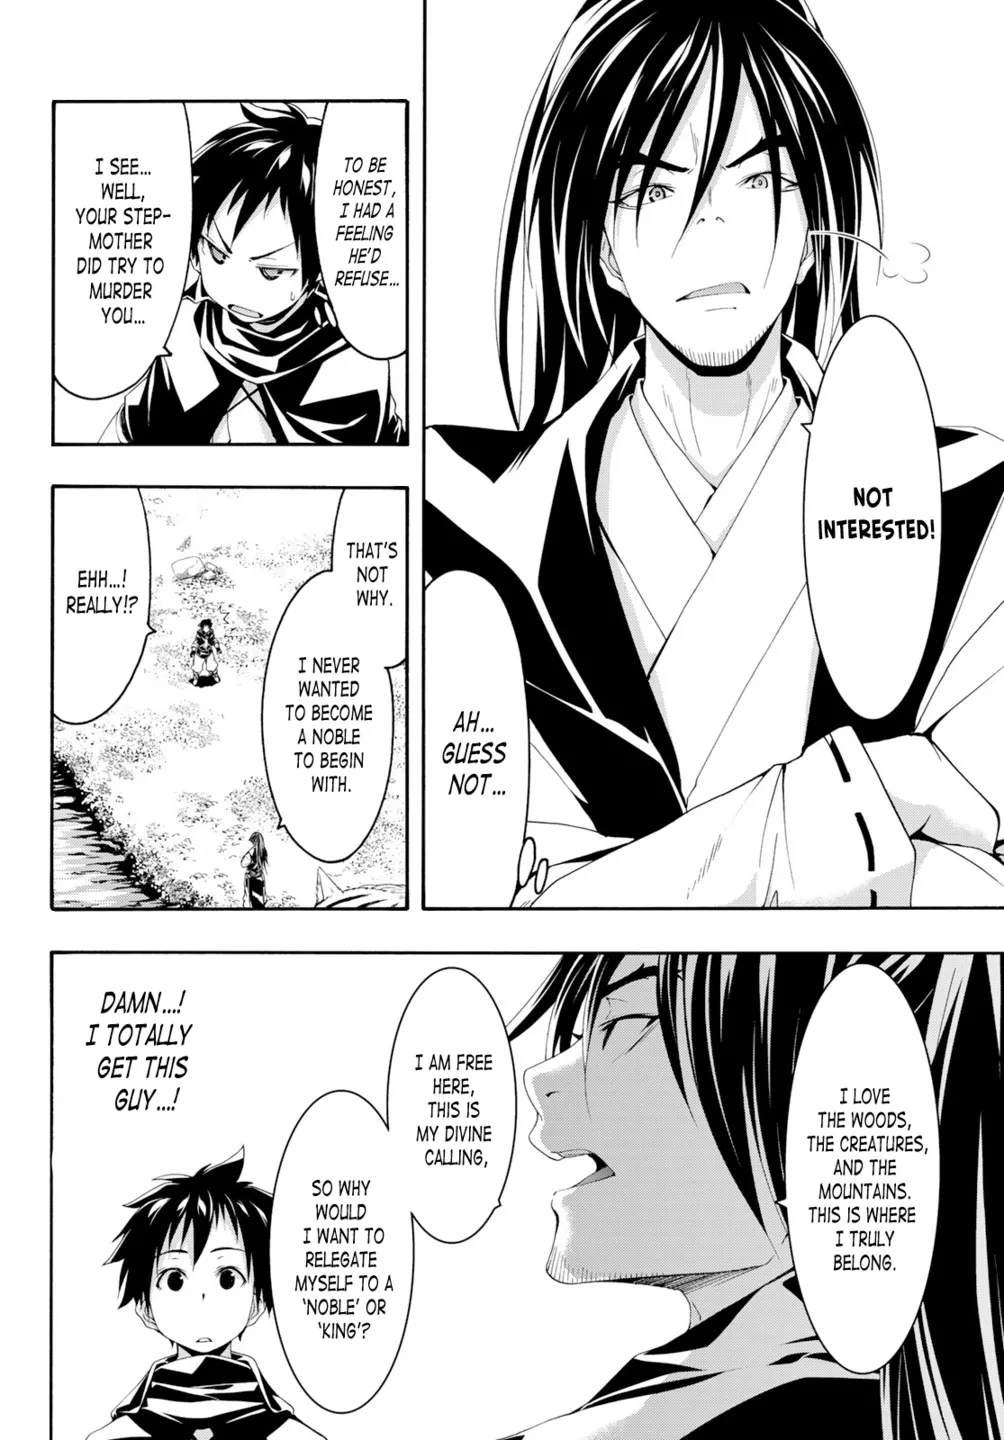 NOT
INTERESTED!
AH...
GUESS
NOT...
TO BE
HONEST,
I HAD A
FEELING
HE'D
REFUSE...
I SEE...
WELL,
YOUR STEP-
MOTHER
DID TRY TO
MURDER
YOU...
THAT'S
NOT
WHY.
I NEVER
WANTED
TO BECOME
A NOBLE
TO BEGIN
WITH.
EHH...!
REALLY!?
I LOVE
THE WOODS,
THE CREATURES,
AND THE
MOUNTAINS.
THIS IS WHERE
I TRULY
BELONG.
I AM FREE
HERE,
THIS IS
MY DIVINE
CALLING,
SO WHY
WOULD
I WANT TO
RELEGATE
MYSELF TO A
'NOBLE' OR
'KING'?
DAMN...!
I TOTALLY
GET THIS
GUY...!